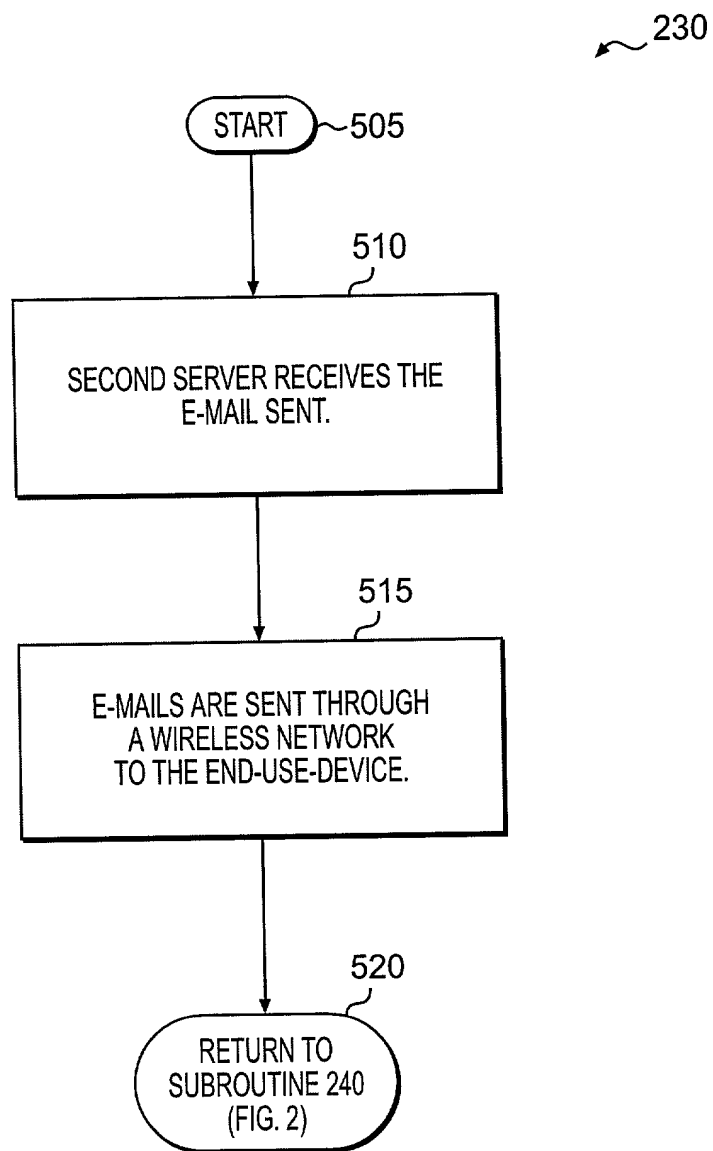 230
START
505
510
SECOND SERVER RECEIVES THE
E-MAIL SENT.
515
E-MAILS ARE SENT THROUGH
A WIRELESS NETWORK
TO THE END-USE-DEVICE.
520
RETURN TO
SUBROUTINE 240
(FIG. 2)